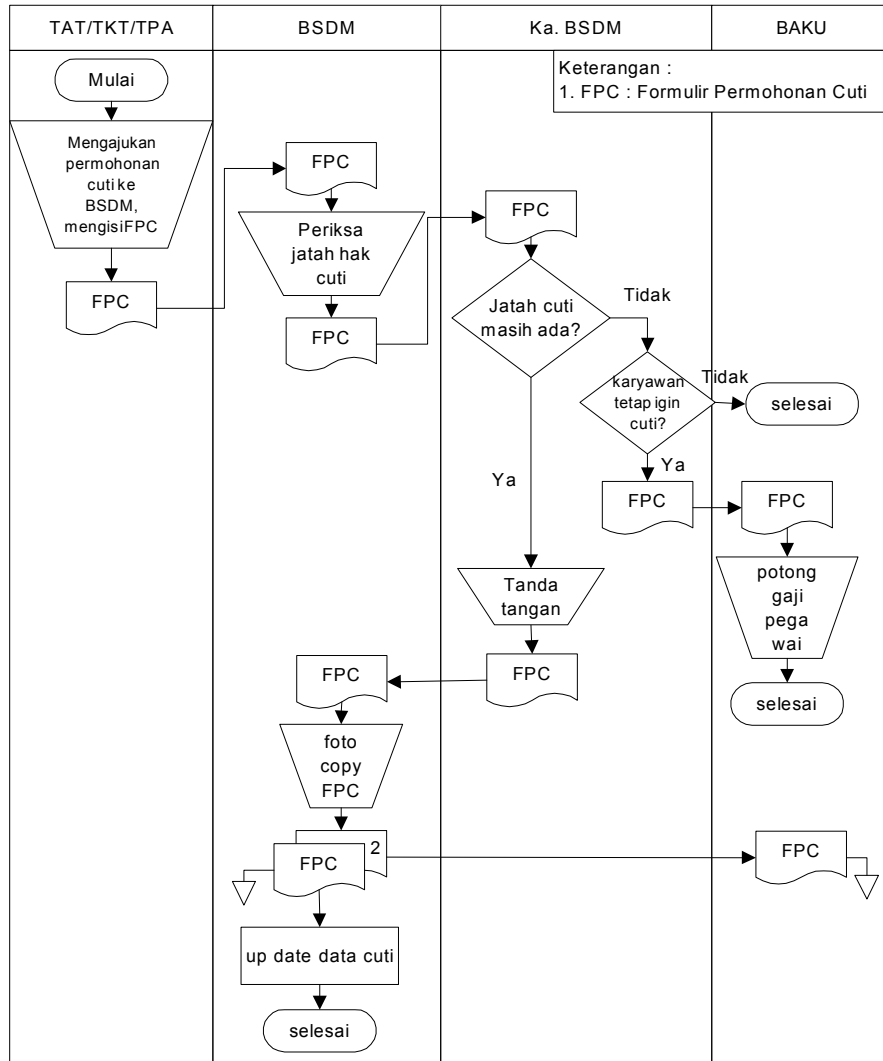 TAT/TKT/TPA
BSDM
Ka. BSDM
BAKU
Keterangan :
1. FPC : Formulir Permohonan Cuti
Mulai
Mengajukan
permohonan
cuti ke
BSDM,
mengisiFPC
FPC
FPC
Periksa
jatah hak
cuti
FPC
FPC
Jatah cuti
masih ada?
Tidak
karyawan
tetap igin
cuti?
Tidak
selesai
Ya
Ya
FPC
FPC
potong
gaji
pega
wai
selesai
Tanda
tangan
FPC
FPC
foto
copy
FPC
2
FPC
FPC
up date data cuti
selesai